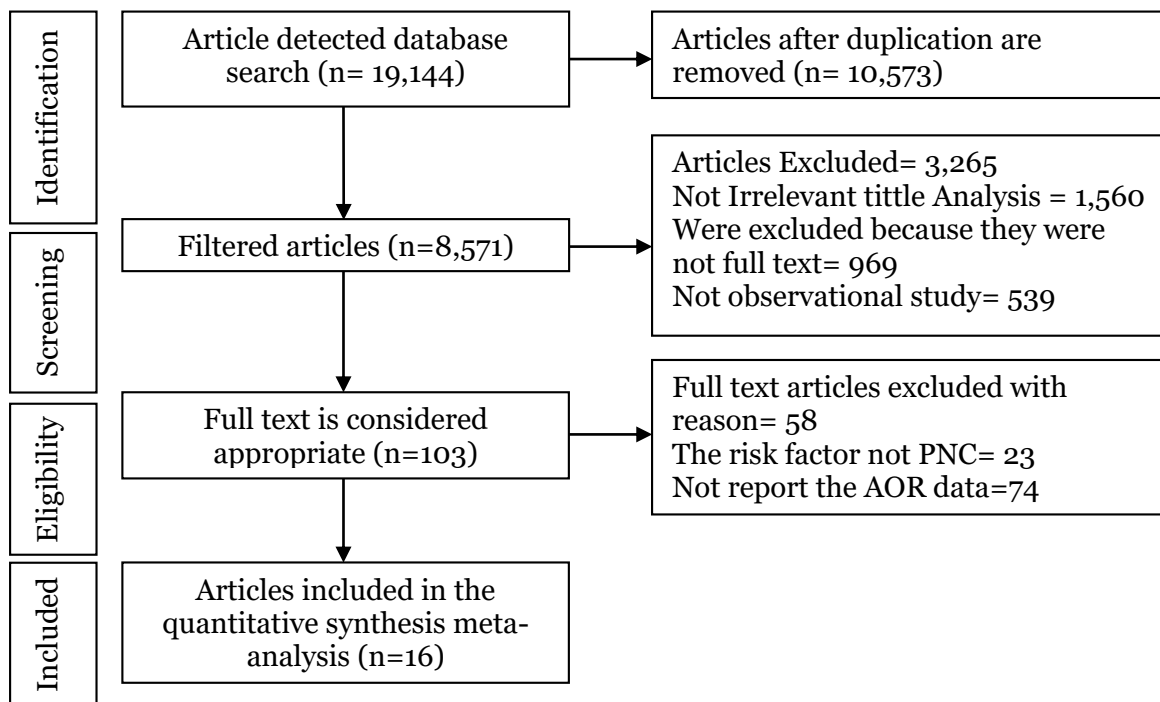 Identification
Article detected database
search (n= 19,144)
Articles after duplication are
removed (n= 10,573)
Screening
Filtered articles (n=8,571)
Articles Excluded= 3,265
Not Irrelevant tittle Analysis = 1,560
Were excluded because they were
not full text= 969
Not observational study= 539
Eligibility
Full text is considered
appropriate (n=103)
Full text articles excluded with
reason= 58
The risk factor not PNC= 23
Not report the AOR data=74
Included
Articles included in the
quantitative synthesis meta-
analysis (n=16)